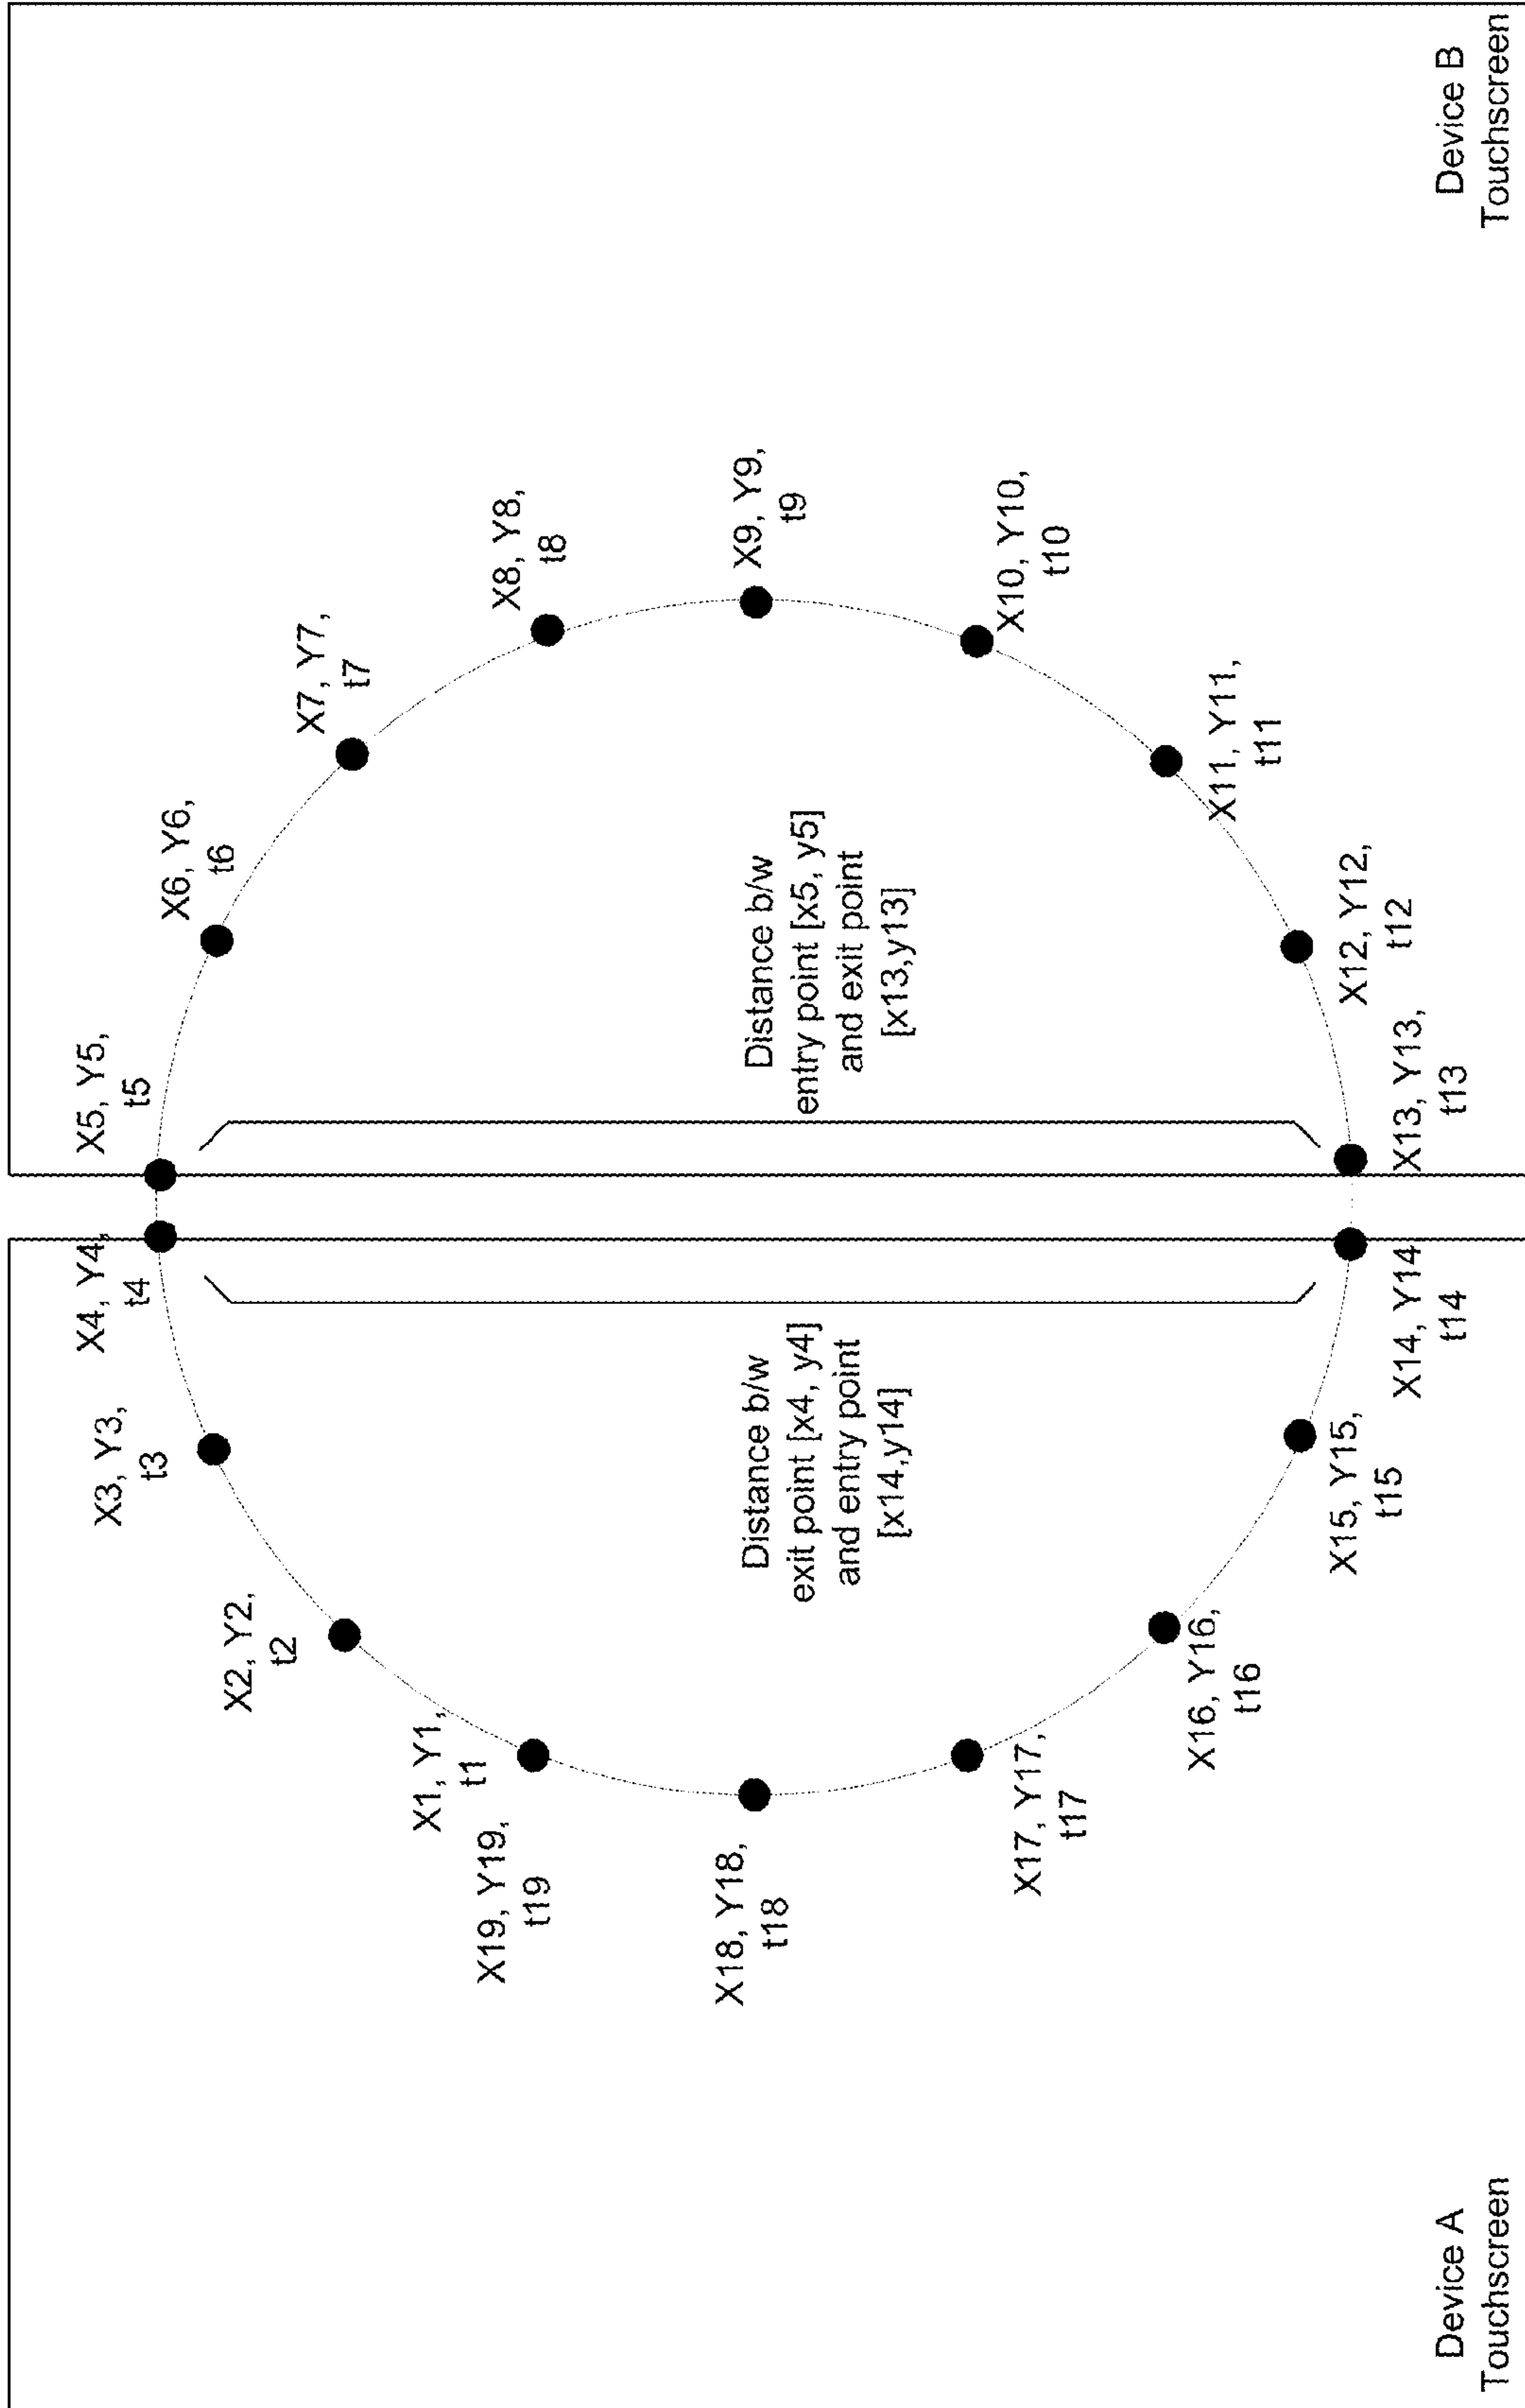 X1, Y1,
t1
X2, Y2,
t2
X3, Y3,
t3
X4, Y4,
t4
X5, Y5,
t5
X6, Y6,
t6
X7, Y7,
t7
X8, Y8,
t8
X9, Y9,
t9
X10, Y10,
t10
X11, Y11,
t11
X12, Y12,
t12
X13, Y13,
t13
X14, Y14,
t14
X15, Y15,
t15
X16, Y16,
t16
X17, Y17,
t17
X18, Y18,
t18
X19, Y19,
t19
Distance b/w
exit point [x4, y4]
and entry point
[x14,y14]
Distance b/w
entry point [x5, y5]
and exit point
[x13,y13]
Device A
Touchscreen
Device B
Touchscreen